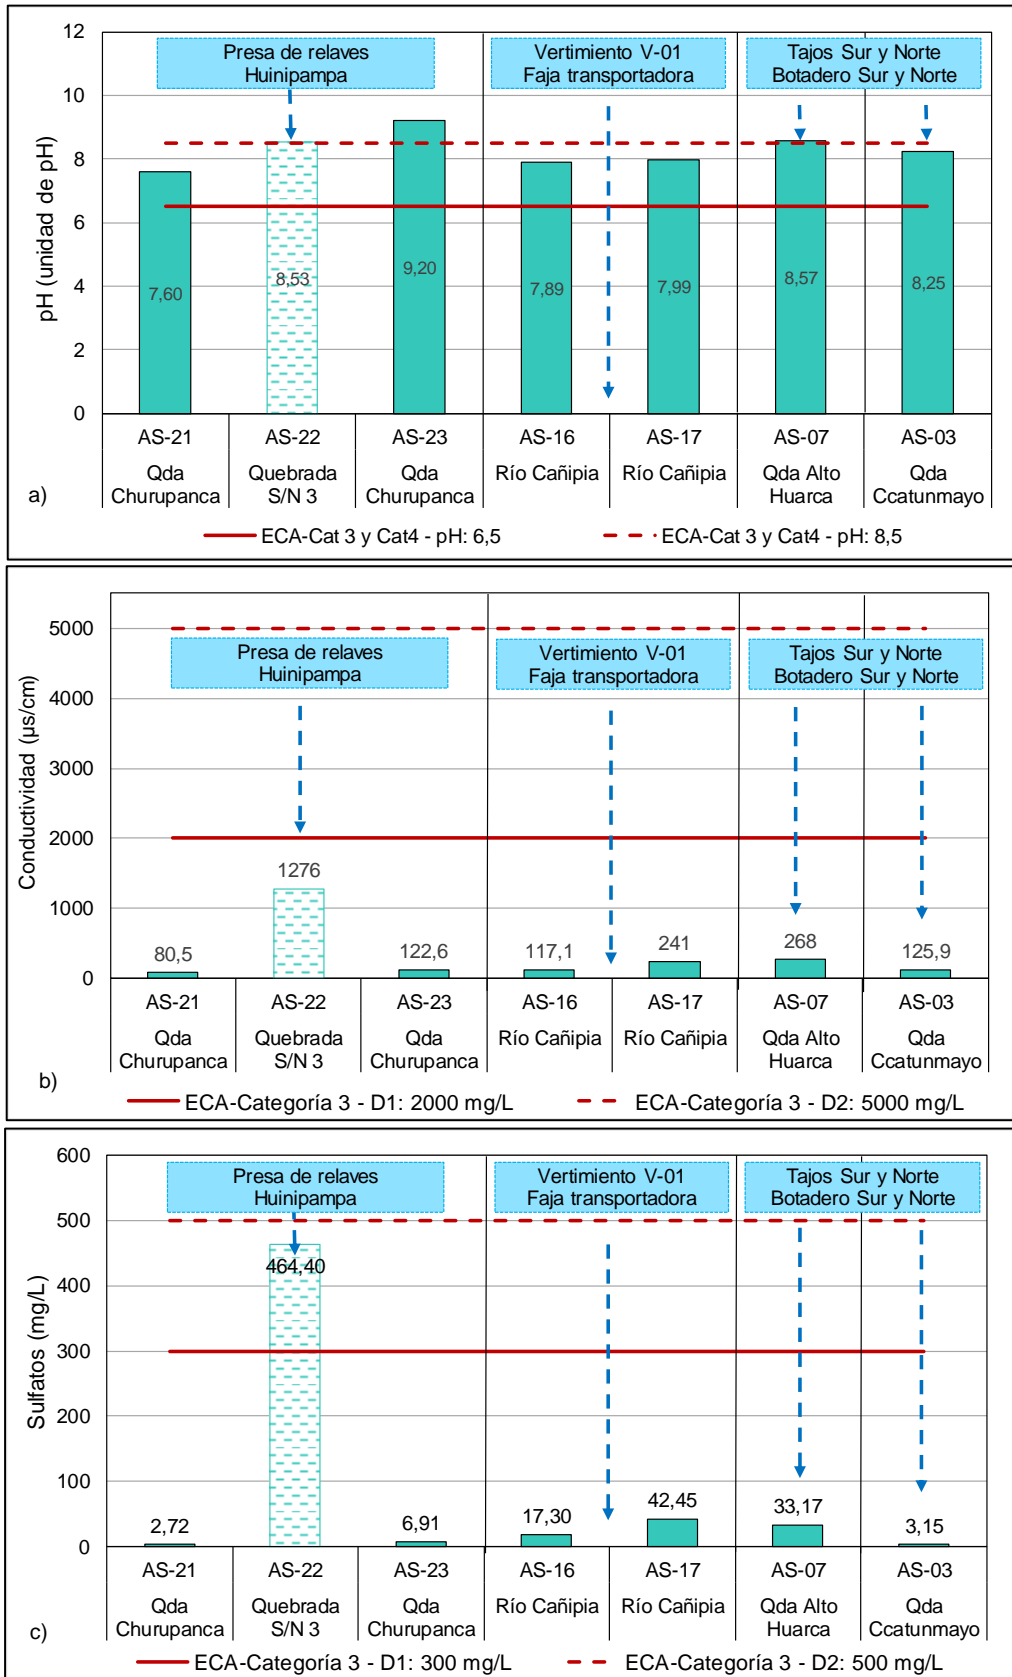 12
10
8
6
4
2
0
pH (unidad de pH)
Presa de relaves
Huinipampa
Vertimiento V-01
Faja transportadora
Tajos Sur y Norte
Botadero Sur y Norte
7,60
8,53
9,20
7,89
7,99
8,57
8,25
AS-21
AS-22
AS-23
AS-16
AS-17
AS-07
AS-03
Qda
Churupanca
Quebrada
S/N 3
Qda
Churupanca
Río Cañipia
Río Cañipia
Qda Alto
Huarca
Qda
Ccatunmayo
a)
ECA-Cat 3 y Cat4 - pH: 6,5
ECA-Cat 3 y Cat4 - pH: 8,5
5000
4000
3000
2000
1000
0
Conductividad (µs/cm)
Presa de relaves
Huinipampa
Vertimiento V-01
Faja transportadora
Tajos Sur y Norte
Botadero Sur y Norte
80,5
1276
122,6
117,1
241
268
125,9
AS-21
AS-22
AS-23
AS-16
AS-17
AS-07
AS-03
Qda
Churupanca
Quebrada
S/N 3
Qda
Churupanca
Río Cañipia
Río Cañipia
Qda Alto
Huarca
Qda
Ccatunmayo
b)
ECA-Categoría 3 - D1: 2000 mg/L
ECA-Categoría 3 - D2: 5000 mg/L
600
500
400
300
200
100
0
Sulfatos (mg/L)
Presa de relaves
Huinipampa
Vertimiento V-01
Faja transportadora
Tajos Sur y Norte
Botadero Sur y Norte
2,72
464,40
6,91
17,30
42,45
33,17
3,15
AS-21
AS-22
AS-23
AS-16
AS-17
AS-07
AS-03
Qda
Churupanca
Quebrada
S/N 3
Qda
Churupanca
Río Cañipia
Río Cañipia
Qda Alto
Huarca
Qda
Ccatunmayo
c)
ECA-Categoría 3 - D1: 300 mg/L
ECA-Categoría 3 - D2: 500 mg/L